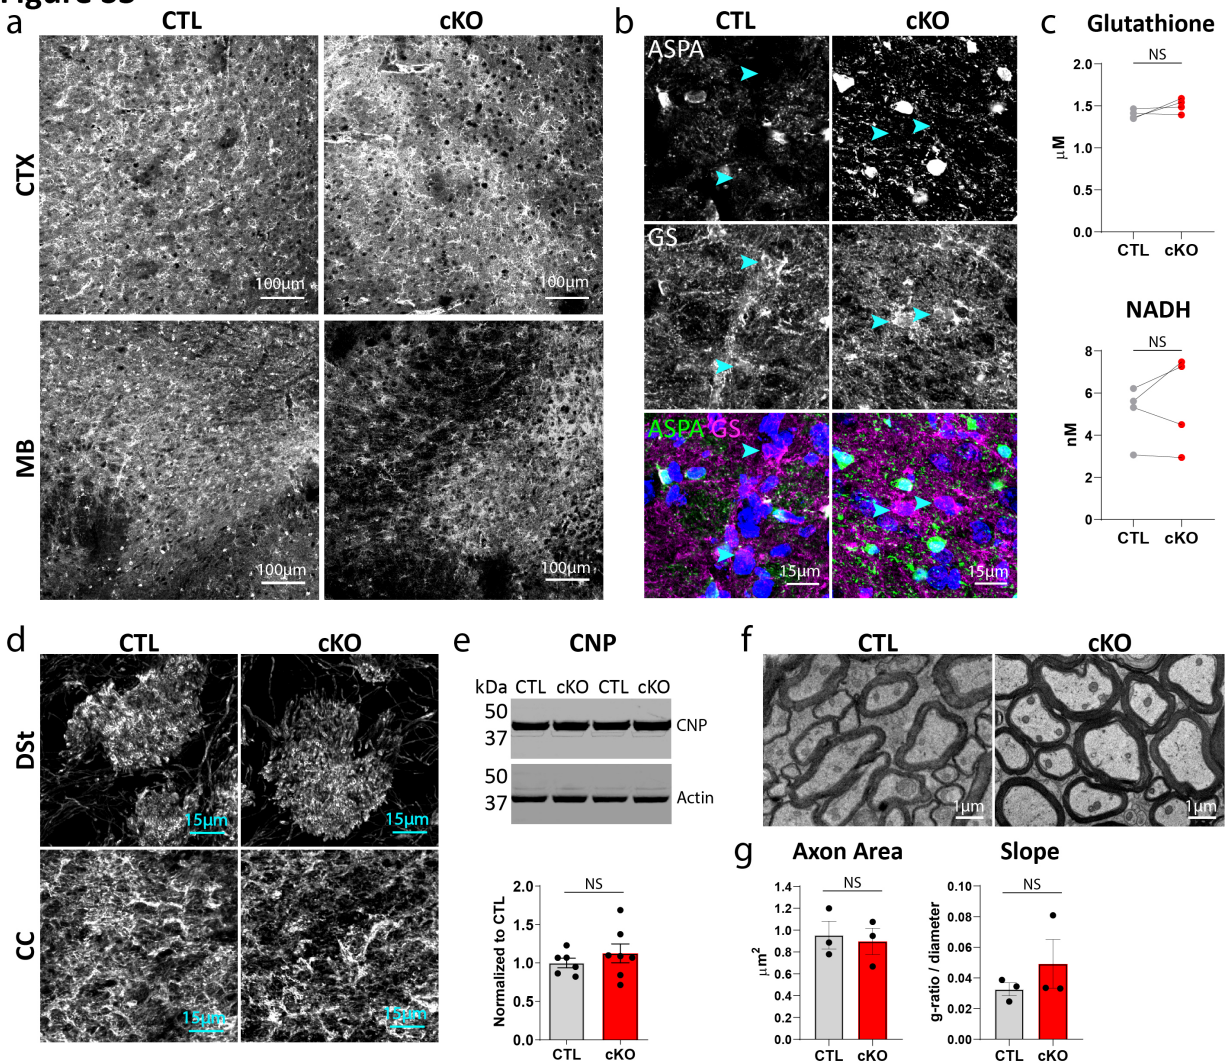 a
CTL
cKO
CTX
100µm
100µm
MB
100µm
100µm
b
CTL
cKO
ASPA
GS
ASPA GS
15µm
15µm
c
Glutathione
NS
2.0
1.5
1.0
0.5
0.0
µM
CTL
cKO
NADH
NS
8
6
4
2
0
nM
CTL
cKO
d
CTL
cKO
DSt
15µm
15µm
CC
15µm
15µm
e
CNP
kDa CTL cKO CTL cKO
50
37
CNP
50
37
Actin
NS
2.0
1.5
1.0
0.5
0.0
Normalized to CTL
CTL
cKO
f
CTL
cKO
1µm
1µm
g
Axon Area
NS
1.4
1.2
1.0
0.8
0.6
0.4
0.2
0.0
µm²
CTL
cKO
Slope
NS
0.10
0.08
0.06
0.04
0.02
0.00
g-ratio / diameter
CTL
cKO